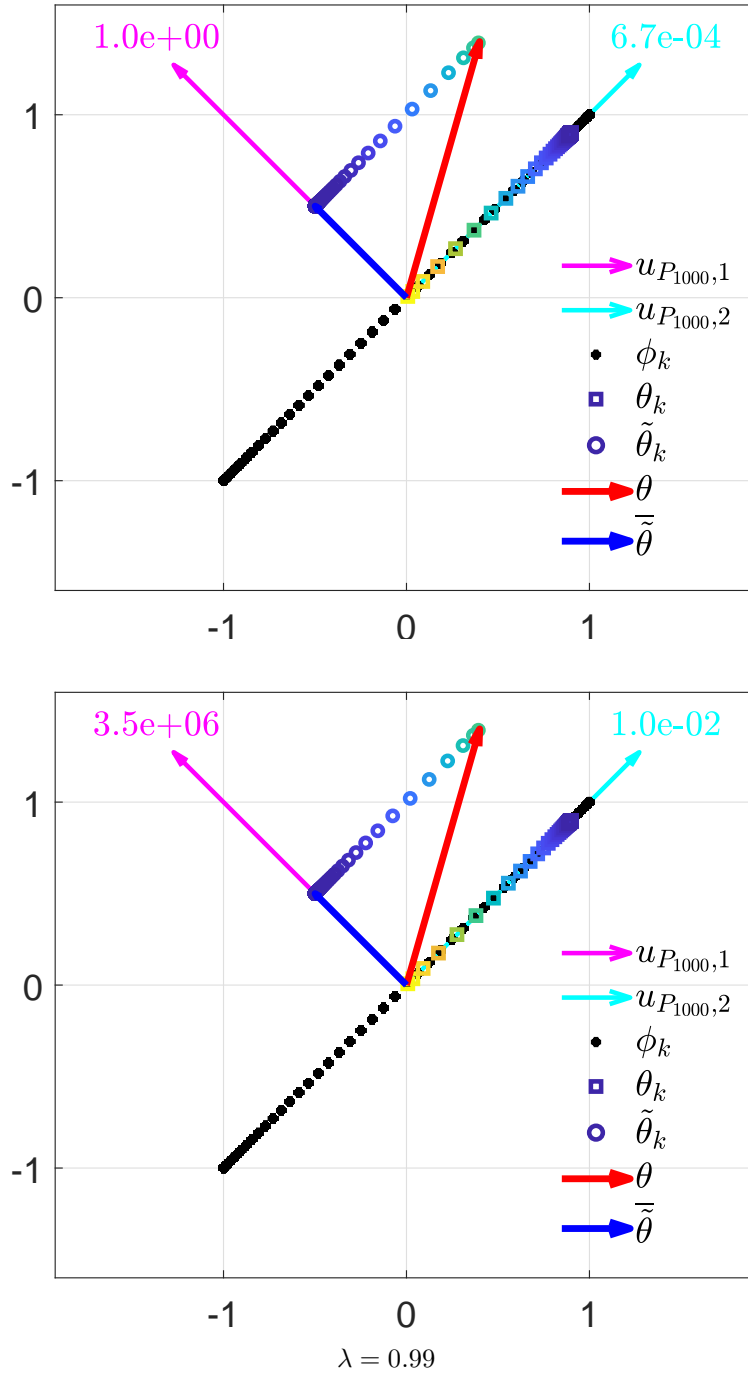 1.0e+00 6.7e-04
1
0
-1
u_{P_{1000},1}
u_{P_{1000},2}
ϕ_k
θ_k
θ̃_k
θ
\overline{θ̃}
-1 0 1
3.5e+06 1.0e-02
1
0
-1
u_{P_{1000},1}
u_{P_{1000},2}
ϕ_k
θ_k
θ̃_k
θ
\overline{θ̃}
-1 0 1
λ = 0.99